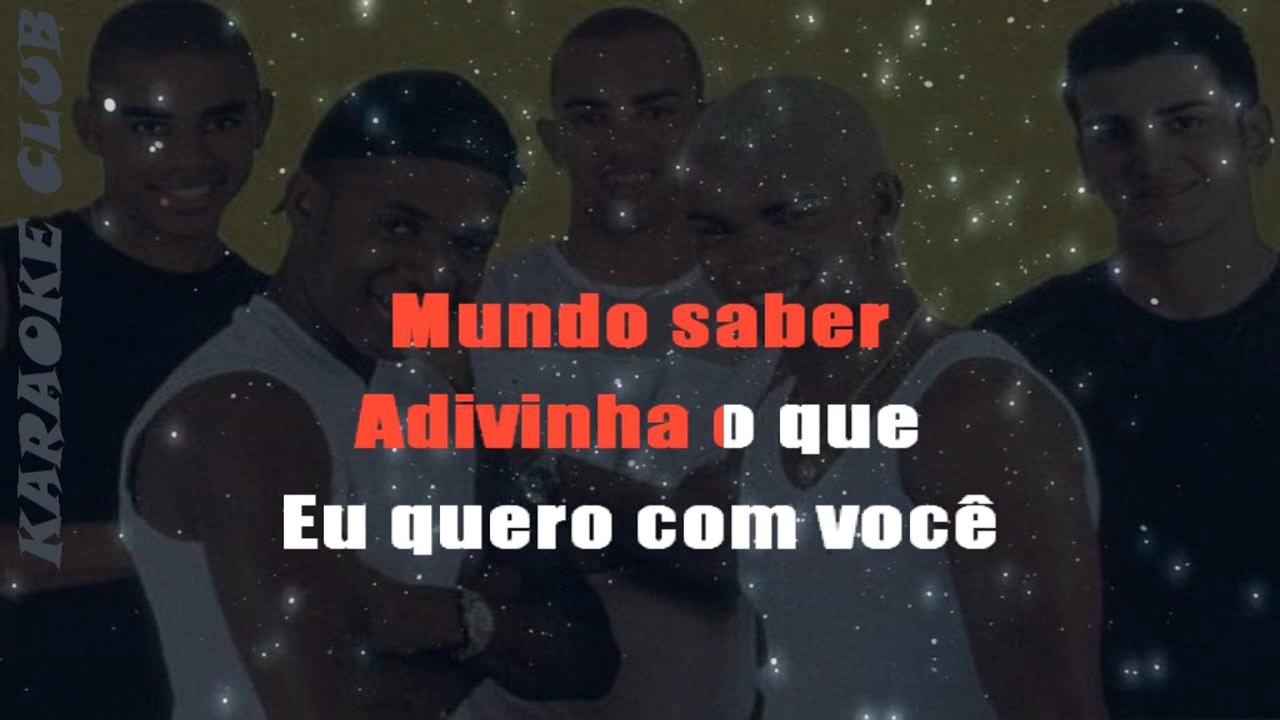 KARAOKE CLUB
Mundo saber
Adivinha o que
Eu quero com você